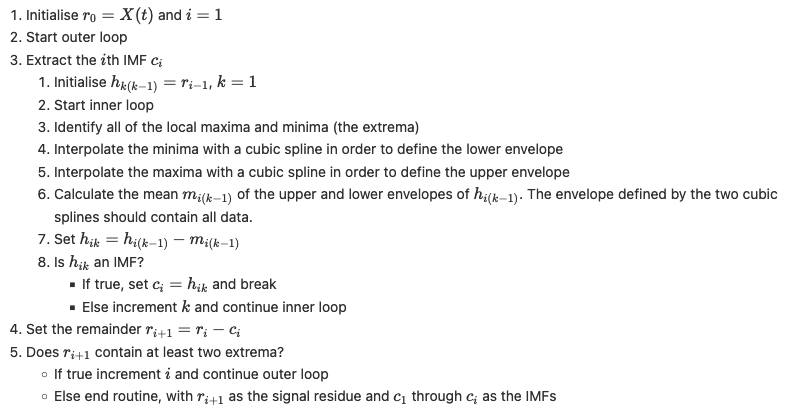 1. Initialise r₀ = X(t) and i = 1
2. Start outer loop
3. Extract the ith IMF cᵢ
1. Initialise h_{k(k−1)} = r_{i−1}, k = 1
2. Start inner loop
3. Identify all of the local maxima and minima (the extrema)
4. Interpolate the minima with a cubic spline in order to define the lower envelope
5. Interpolate the maxima with a cubic spline in order to define the upper envelope
6. Calculate the mean m_{i(k−1)} of the upper and lower envelopes of h_{i(k−1)}. The envelope defined by the two cubic
splines should contain all data.
7. Set h_{ik} = h_{i(k−1)} − m_{i(k−1)}
8. Is h_{ik} an IMF?
▪ If true, set cᵢ = h_{ik} and break
▪ Else increment k and continue inner loop
4. Set the remainder r_{i+1} = rᵢ − cᵢ
5. Does r_{i+1} contain at least two extrema?
○ If true increment i and continue outer loop
○ Else end routine, with r_{i+1} as the signal residue and c₁ through cᵢ as the IMFs